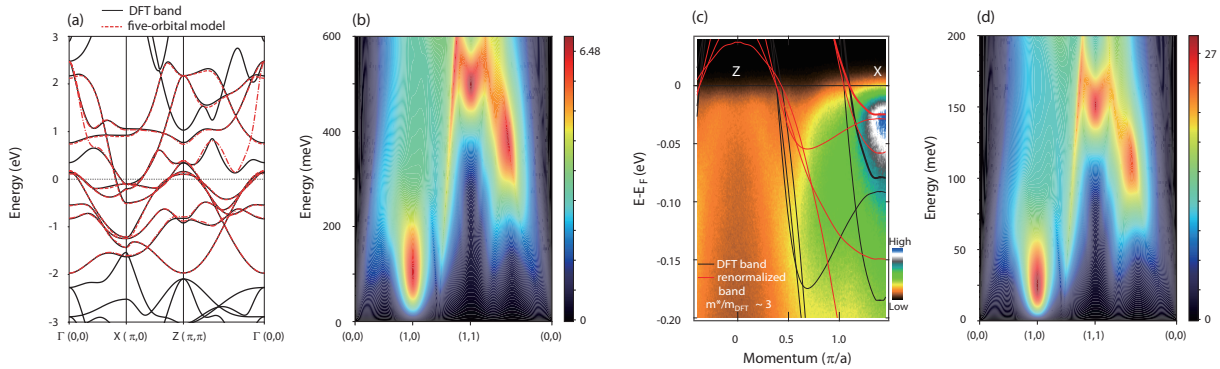 (a)
DFT band
five-orbital model
3
2
1
0
-1
-2
-3
Energy (eV)
Γ (0,0)
X ( π,0)
Z ( π,π)
Γ (0,0)
(b)
600
400
200
0
Energy (meV)
(0,0)
(1,0)
(1,1)
(0,0)
6.48
0
(c)
Z
X
0
-0.05
-0.10
-0.15
-0.20
E-EF (eV)
DFT band
renormalized
band
m*/mDFT ~ 3
High
Low
0
0.5
1.0
Momentum (π/a)
(d)
200
150
100
50
0
Energy (meV)
(0,0)
(1,0)
(1,1)
(0,0)
27
0